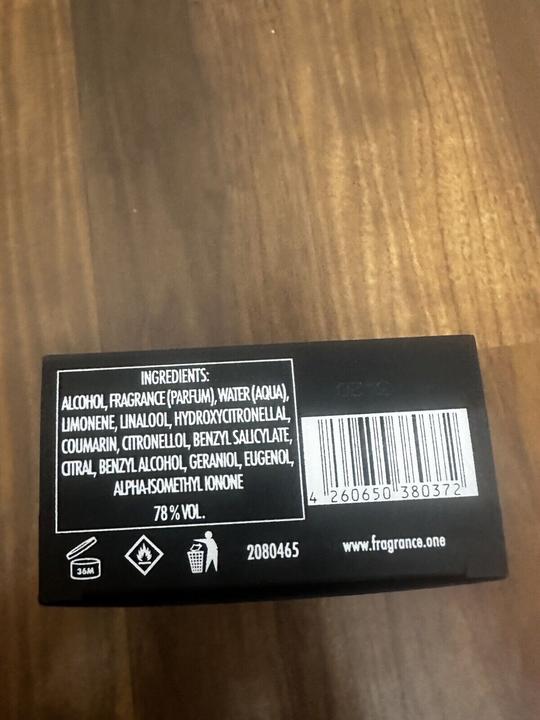 INGREDIENTS:
ALCOHOL, FRAGRANCE (PARFUM), WATER (AQUA),
LIMONENE, LINALOOL, HYDROXYCITRONELLAL,
COUMARIN, CITRONELLOL, BENZYL SALICYLATE,
CITRAL, BENZYL ALCOHOL, GERANIOL, EUGENOL,
ALPHA-ISOMETHYL IONONE
78 % VOL.
4 260650 380372
36M
2080465
www.fragrance.one